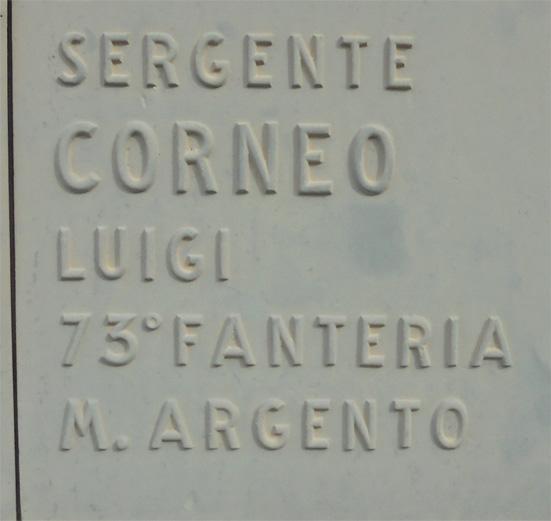 SERGENTE
CORNEO
LUIGI
73° FANTERIA
M. ARGENTO